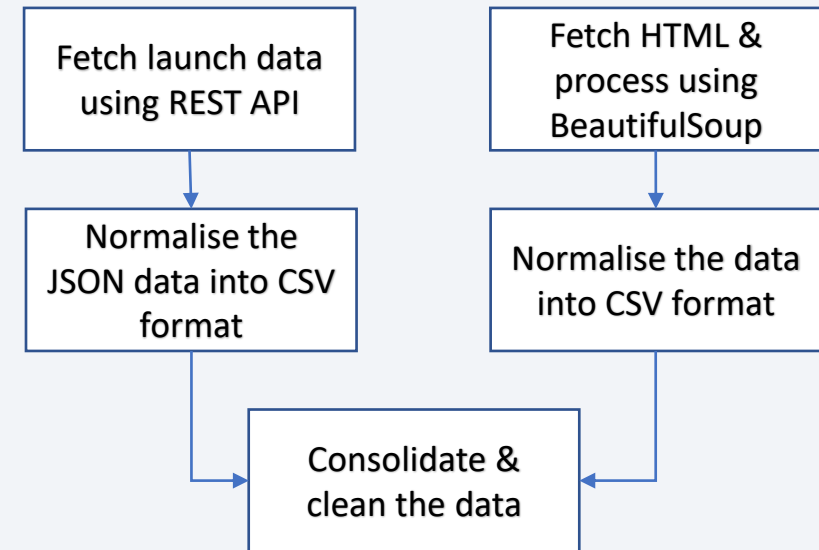 Fetch launch data
using REST API
Fetch HTML &
process using
BeautifulSoup
Normalise the
JSON data into CSV
format
Normalise the data
into CSV format
Consolidate &
clean the data